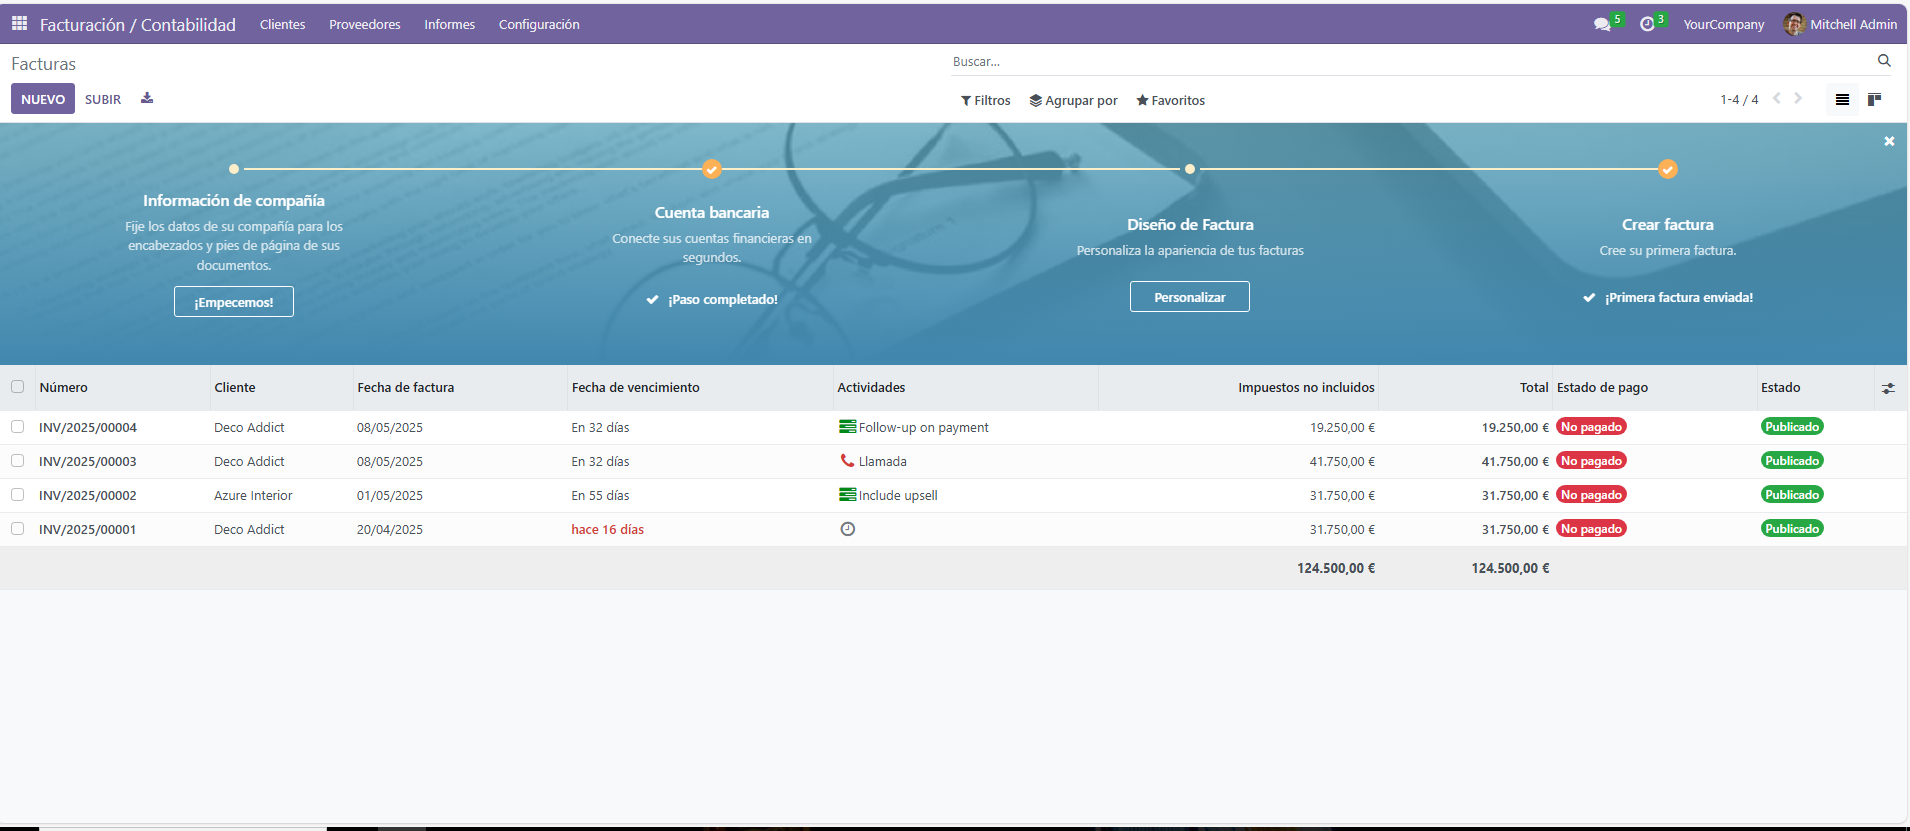 Facturación / Contabilidad Clientes Proveedores Informes Configuración 5 3 YourCompany Mitchell Admin
Facturas
Buscar...
NUEVO SUBIR
Filtros Agrupar por Favoritos
1-4 / 4
Información de compañía
Fije los datos de su compañía para los
encabezados y pies de página de sus
documentos.
¡Empecemos!
Cuenta bancaria
Conecte sus cuentas financieras en
segundos.
¡Paso completado!
Diseño de Factura
Personaliza la apariencia de tus facturas
Personalizar
Crear factura
Cree su primera factura.
¡Primera factura enviada!
Número Cliente Fecha de factura Fecha de vencimiento Actividades Impuestos no incluidos Total Estado de pago Estado
INV/2025/00004 Deco Addict 08/05/2025 En 32 días Follow-up on payment 19.250,00 € 19.250,00 € No pagado Publicado
INV/2025/00003 Deco Addict 08/05/2025 En 32 días Llamada 41.750,00 € 41.750,00 € No pagado Publicado
INV/2025/00002 Azure Interior 01/05/2025 En 55 días Include upsell 31.750,00 € 31.750,00 € No pagado Publicado
INV/2025/00001 Deco Addict 20/04/2025 hace 16 días 31.750,00 € 31.750,00 € No pagado Publicado
124.500,00 € 124.500,00 €